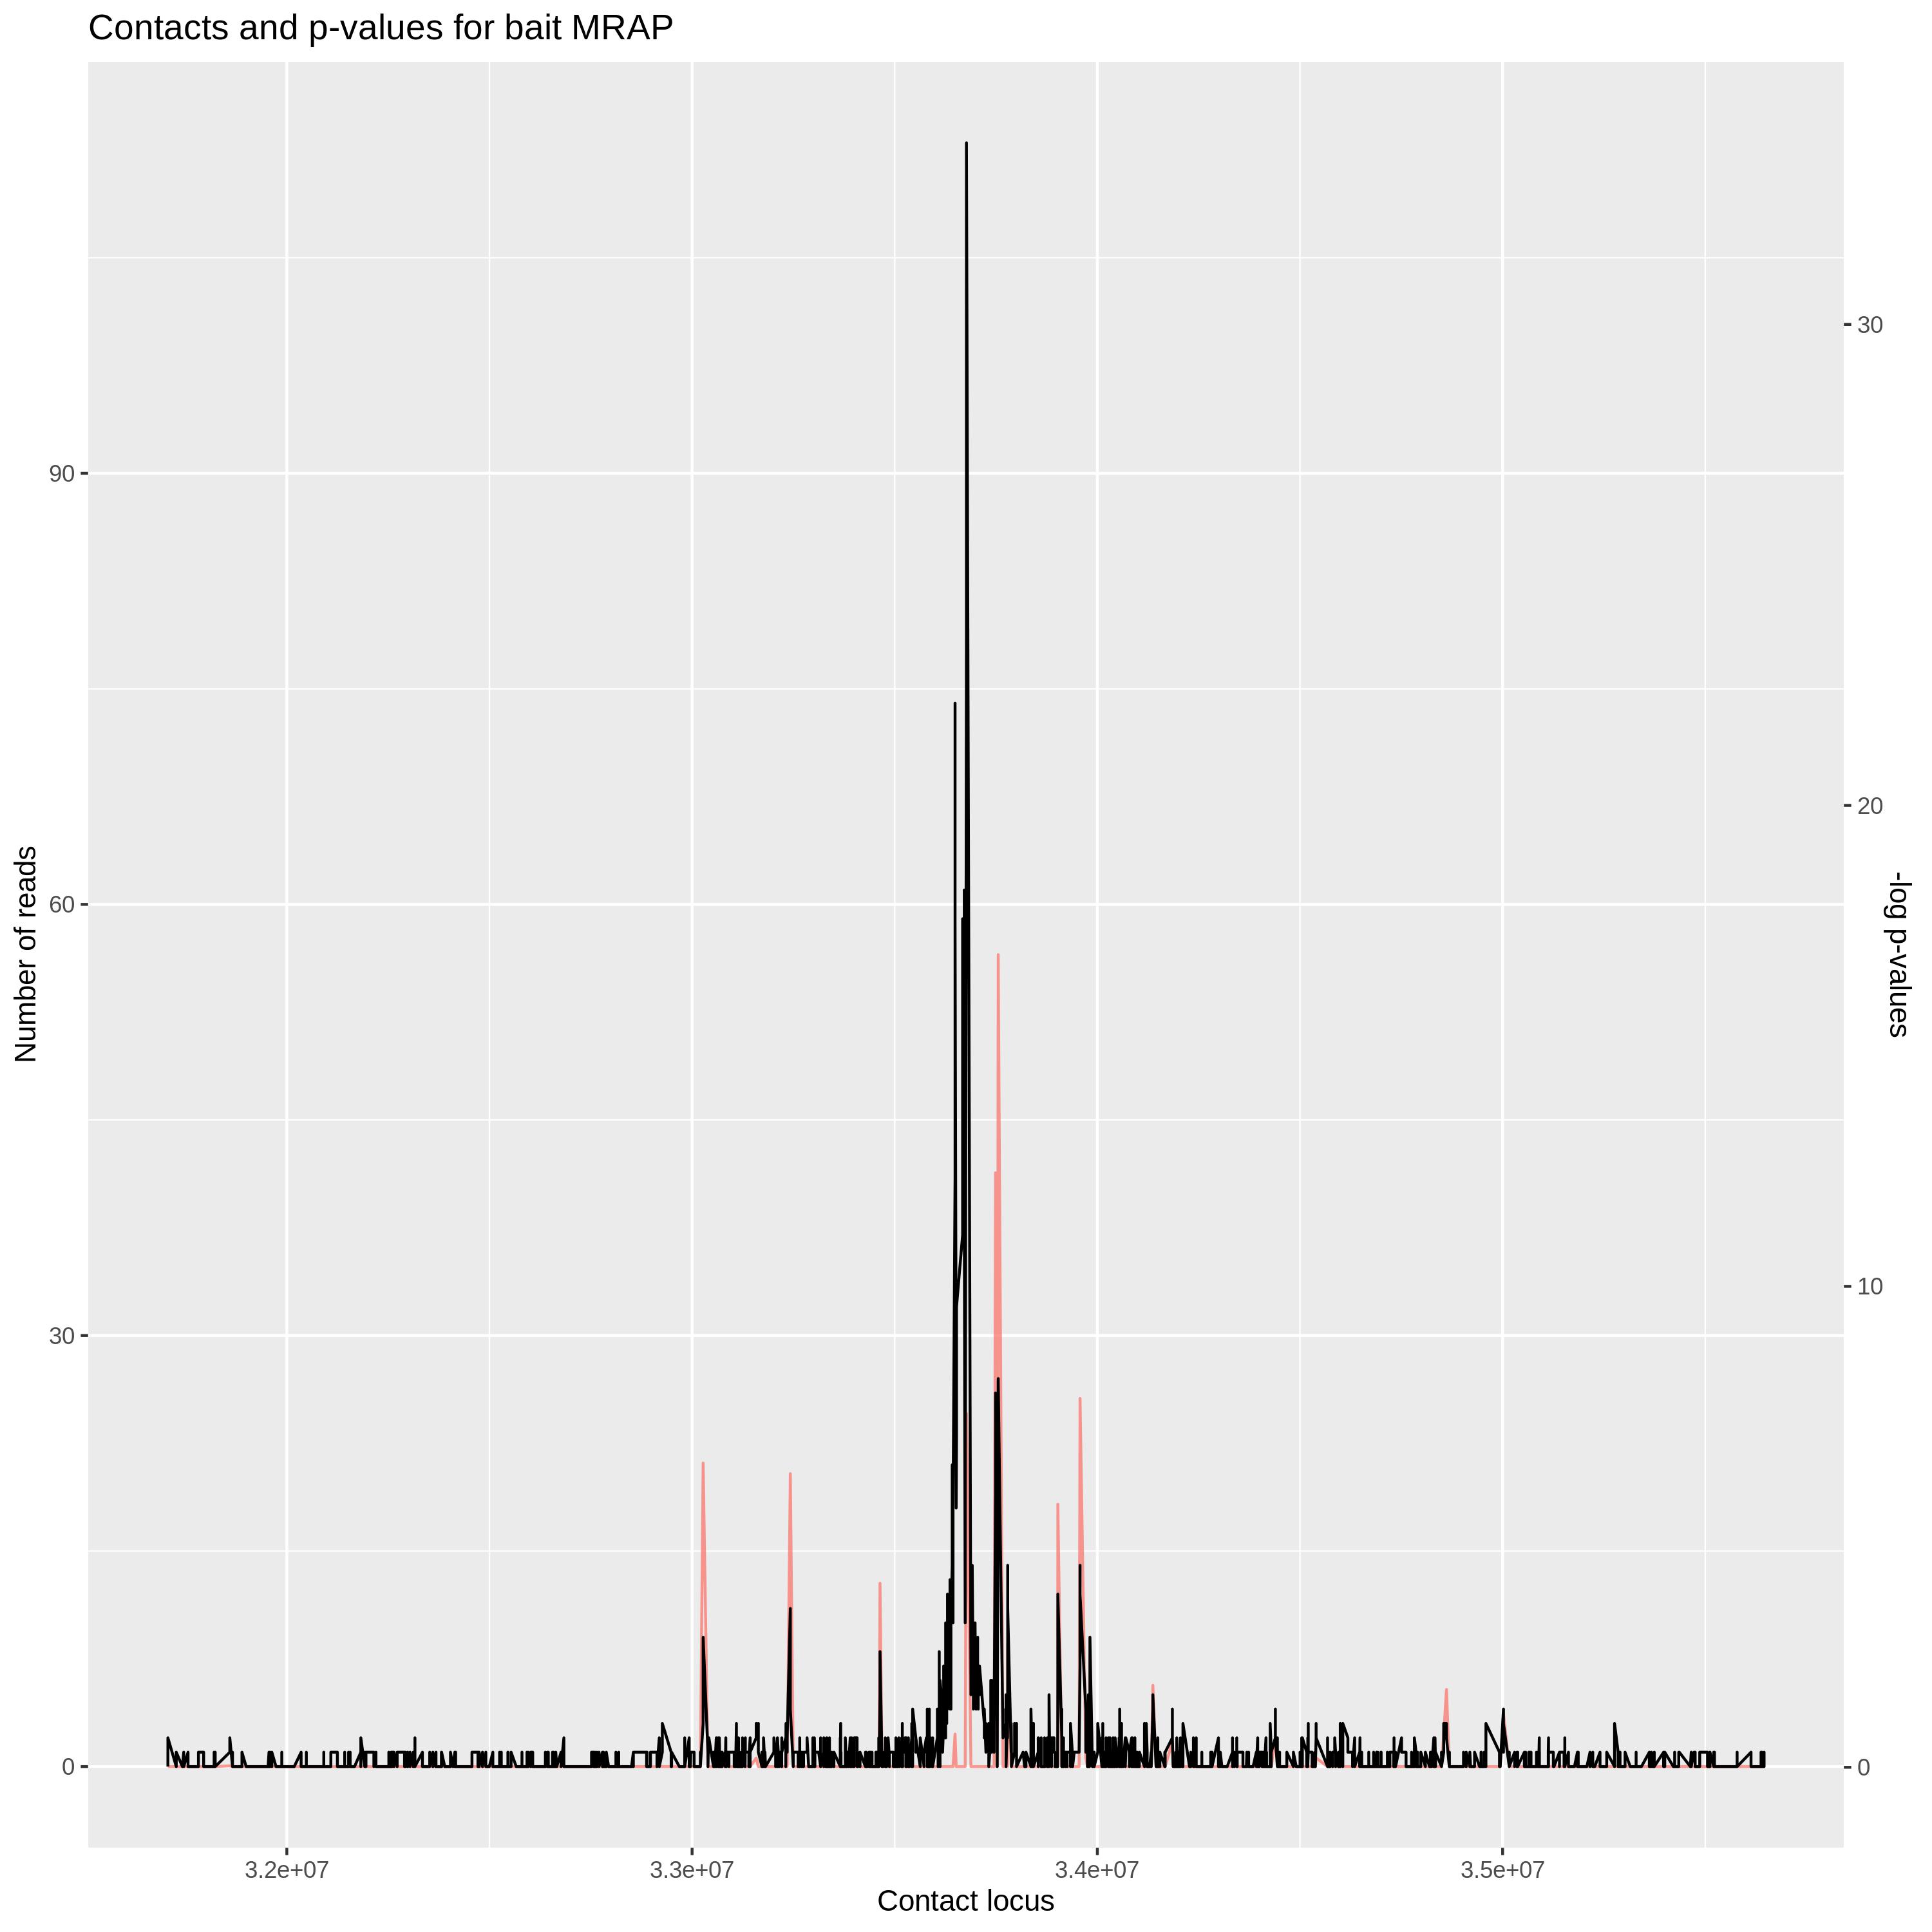 Contacts and p-values for bait MRAP
90
60
30
0
30
20
10
0
Number of reads
-log p-values
3.2e+07 3.3e+07 3.4e+07 3.5e+07
Contact locus